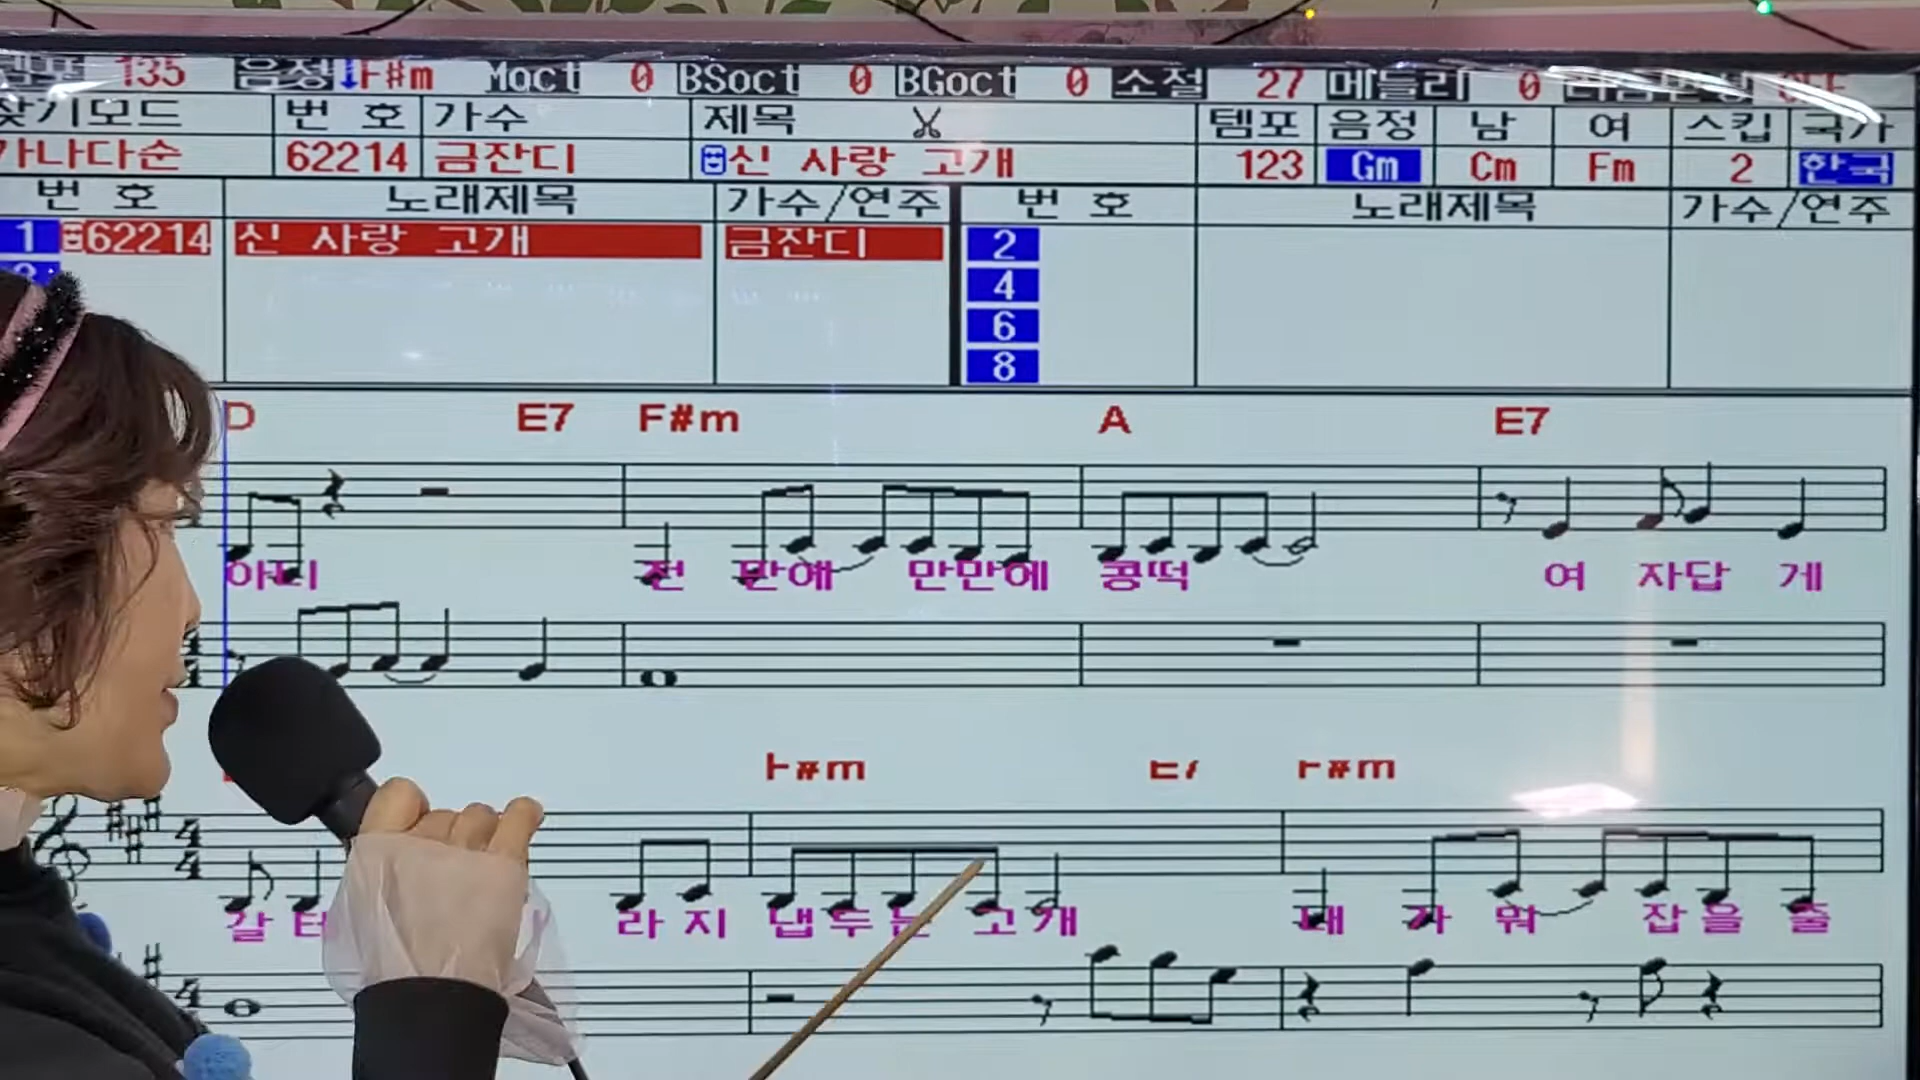 템포 135 음정↓F#m Moct 0 BSoct 0 BGoct 0 소절 27 메들리 0
찾기모드 번 호 가수 제목 템포 음정 남 여 스킵 국가
가나다순 62214 금잔디 신 사랑 고개 123 Gm Cm Fm 2 한국
번 호 노래제목 가수/연주 번 호 노래제목 가수/연주
1 62214 신 사랑 고개 금잔디 2
4
6
8
D E7 F#m A E7
만만에 콩떡 여 자답 게
F#m E7 F#m
4 4
갈 라 지 냅두는 고개 내 가 워 잡을 줄
4